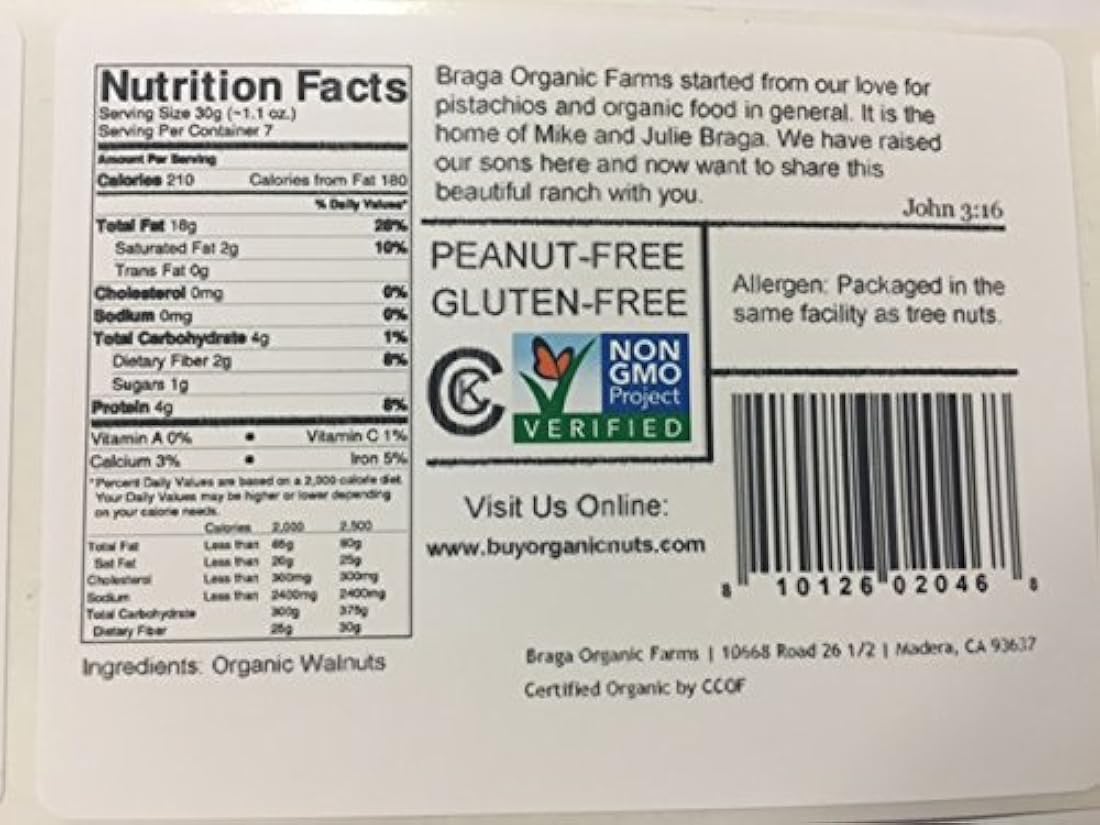 Nutrition Facts
Serving Size 30g (~1.1 oz.)
Serving Per Container 7
Amount Per Serving
Calories 210 Calories from Fat 180
% Daily Values*
Total Fat 18g 28%
Saturated Fat 2g 10%
Trans Fat 0g
Cholesterol 0mg 0%
Sodium 0mg 0%
Total Carbohydrate 4g 1%
Dietary Fiber 2g 8%
Sugars 1g
Protein 4g 8%
Vitamin A 0% • Vitamin C 1%
Calcium 3% • Iron 5%
*Percent Daily Values are based on a 2,000 calorie diet.
Your Daily Values may be higher or lower depending
on your calorie needs.
Calories 2,000 2,500
Total Fat Less than 65g 80g
Sat Fat Less than 20g 25g
Cholesterol Less than 300mg 300mg
Sodium Less than 2400mg 2400mg
Total Carbohydrate 300g 375g
Dietary Fiber 25g 30g
Ingredients: Organic Walnuts
Braga Organic Farms started from our love for
pistachios and organic food in general. It is the
home of Mike and Julie Braga. We have raised
our sons here and now want to share this
beautiful ranch with you.
John 3:16
PEANUT-FREE
GLUTEN-FREE
CK
NON
GMO
Project
VERIFIED
Allergen: Packaged in the
same facility as tree nuts.
Visit Us Online:
www.buyorganicnuts.com
8 10126 02046 8
Braga Organic Farms | 10668 Road 26 1/2 | Madera, CA 93637
Certified Organic by CCOF